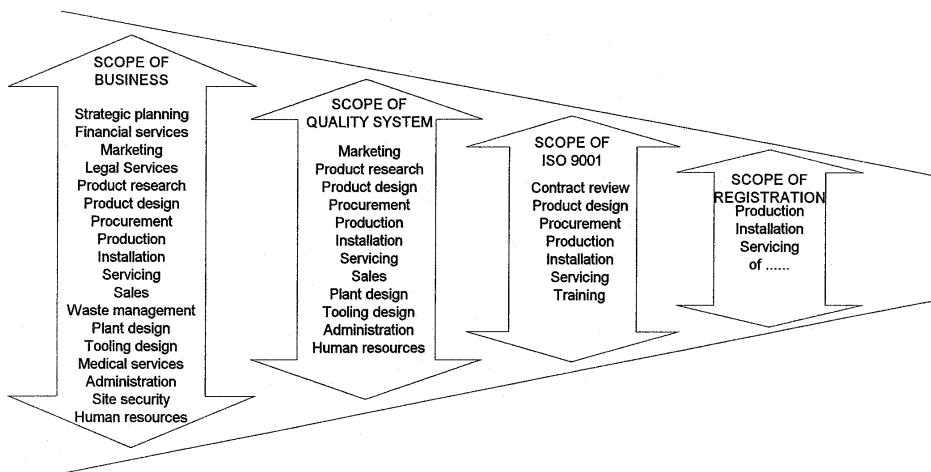 SCOPE OF
BUSINESS
Strategic planning
Financial services
Marketing
Legal Services
Product research
Product design
Procurement
Production
Installation
Servicing
Sales
Waste management
Plant design
Tooling design
Medical services
Administration
Site security
Human resources
SCOPE OF
QUALITY SYSTEM
Marketing
Product research
Product design
Procurement
Production
Installation
Servicing
Sales
Plant design
Tooling design
Administration
Human resources
SCOPE OF
ISO 9001
Contract review
Product design
Procurement
Production
Installation
Servicing
Training
SCOPE OF
REGISTRATION
Production
Installation
Servicing
of ......